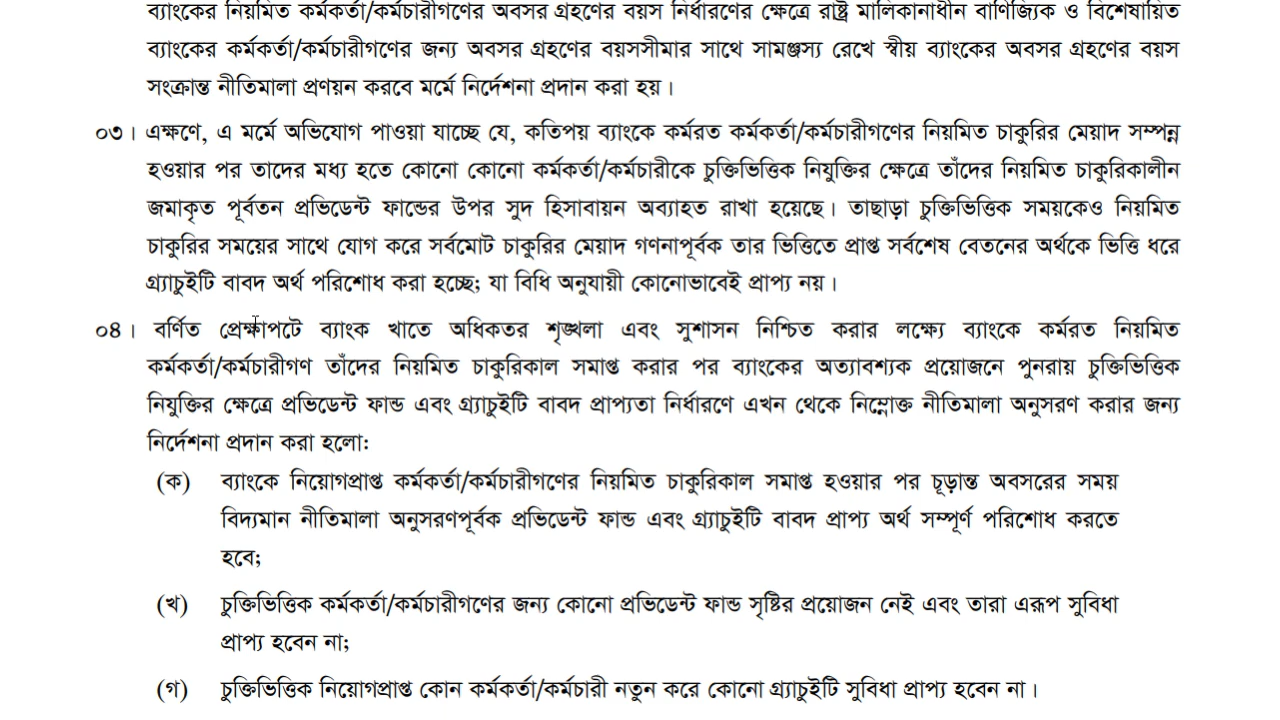 ব্যাংকের নিয়মিত কর্মকর্তা/কর্মচারীগণের অবসর গ্রহণের বয়স নির্ধারণের ক্ষেত্রে রাষ্ট্র মালিকানাধীন বাণিজ্যিক ও বিশেষায়িত
ব্যাংকের কর্মকর্তা/কর্মচারীগণের জন্য অবসর গ্রহণের বয়সসীমার সাথে সামঞ্জস্য রেখে স্বীয় ব্যাংকের অবসর গ্রহণের বয়স
সংক্রান্ত নীতিমালা প্রণয়ন করবে মর্মে নির্দেশনা প্রদান করা হয়।
০৩। এক্ষণে, এ মর্মে অভিযোগ পাওয়া যাচ্ছে যে, কতিপয় ব্যাংকে কর্মরত কর্মকর্তা/কর্মচারীগণের নিয়মিত চাকুরির মেয়াদ সম্পন্ন
হওয়ার পর তাদের মধ্য হতে কোনো কোনো কর্মকর্তা/কর্মচারীকে চুক্তিভিত্তিক নিযুক্তির ক্ষেত্রে তাঁদের নিয়মিত চাকুরিকালীন
জমাকৃত পূর্বতন প্রভিডেন্ট ফান্ডের উপর সুদ হিসাবায়ন অব্যাহত রাখা হয়েছে। তাছাড়া চুক্তিভিত্তিক সময়কেও নিয়মিত
চাকুরির সময়ের সাথে যোগ করে সর্বমোট চাকুরির মেয়াদ গণনাপূর্বক তার ভিত্তিতে প্রাপ্ত সর্বশেষ বেতনের অর্থকে ভিত্তি ধরে
গ্র্যাচুইটি বাবদ অর্থ পরিশোধ করা হচ্ছে; যা বিধি অনুযায়ী কোনোভাবেই প্রাপ্য নয়।
০৪। বর্ণিত প্রেক্ষাপটে ব্যাংক খাতে অধিকতর শৃঙ্খলা এবং সুশাসন নিশ্চিত করার লক্ষ্যে ব্যাংকে কর্মরত নিয়মিত
কর্মকর্তা/কর্মচারীগণ তাঁদের নিয়মিত চাকুরিকাল সমাপ্ত করার পর ব্যাংকের অত্যাবশ্যক প্রয়োজনে পুনরায় চুক্তিভিত্তিক
নিযুক্তির ক্ষেত্রে প্রভিডেন্ট ফান্ড এবং গ্র্যাচুইটি বাবদ প্রাপ্যতা নির্ধারণে এখন থেকে নিম্নোক্ত নীতিমালা অনুসরণ করার জন্য
নির্দেশনা প্রদান করা হলো:
(ক) ব্যাংকে নিয়োগপ্রাপ্ত কর্মকর্তা/কর্মচারীগণের নিয়মিত চাকুরিকাল সমাপ্ত হওয়ার পর চূড়ান্ত অবসরের সময়
বিদ্যমান নীতিমালা অনুসরণপূর্বক প্রভিডেন্ট ফান্ড এবং গ্র্যাচুইটি বাবদ প্রাপ্য অর্থ সম্পূর্ণ পরিশোধ করতে
হবে;
(খ) চুক্তিভিত্তিক কর্মকর্তা/কর্মচারীগণের জন্য কোনো প্রভিডেন্ট ফান্ড সৃষ্টির প্রয়োজন নেই এবং তারা এরূপ সুবিধা
প্রাপ্য হবেন না;
(গ) চুক্তিভিত্তিক নিয়োগপ্রাপ্ত কোন কর্মকর্তা/কর্মচারী নতুন করে কোনো গ্র্যাচুইটি সুবিধা প্রাপ্য হবেন না।